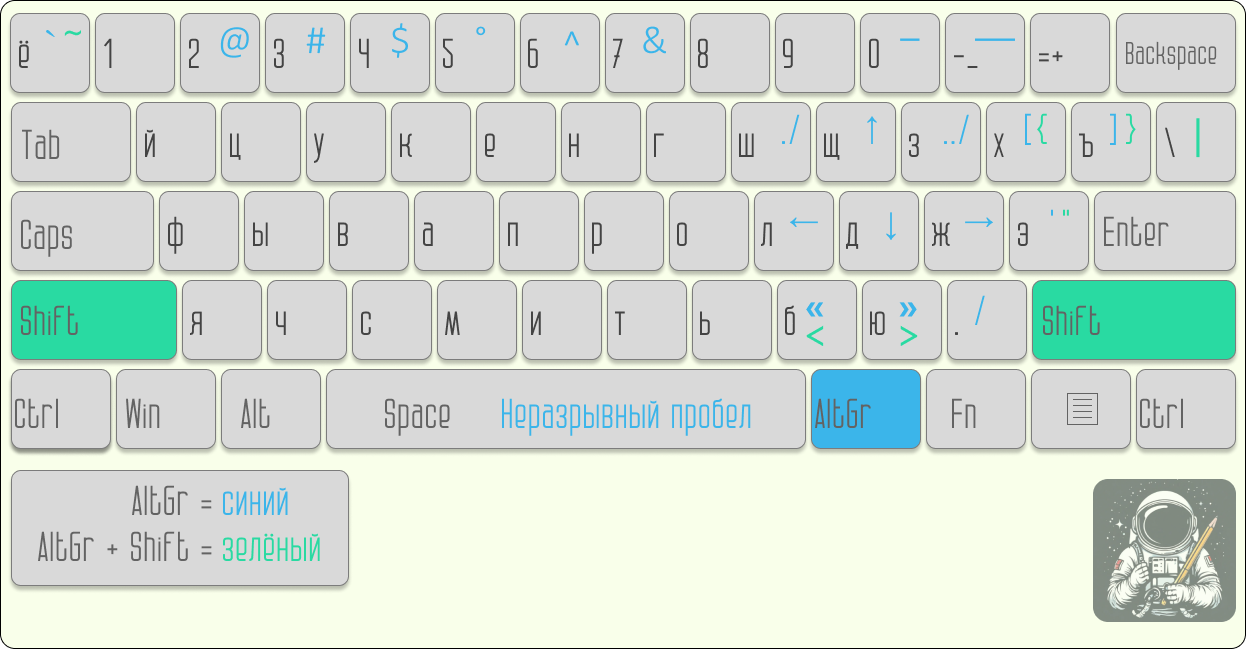 ё ` ~ 1 2 @ 3 # 4 $ 5 ° 6 ^ 7 & 8 9 0 – -_ — =+ Backspace
Tab й ц у к е н г ш ./ щ ↑ з ../ х [ { ъ ] } \ |
Caps ф ы в а п р о л ← д ↓ ж → э ' " Enter
Shift я ч с м и т ь б « < ю » > . / Shift
Ctrl Win Alt Space Неразрывный пробел AltGr Fn Ctrl
AltGr = синий
AltGr + Shift = зелёный